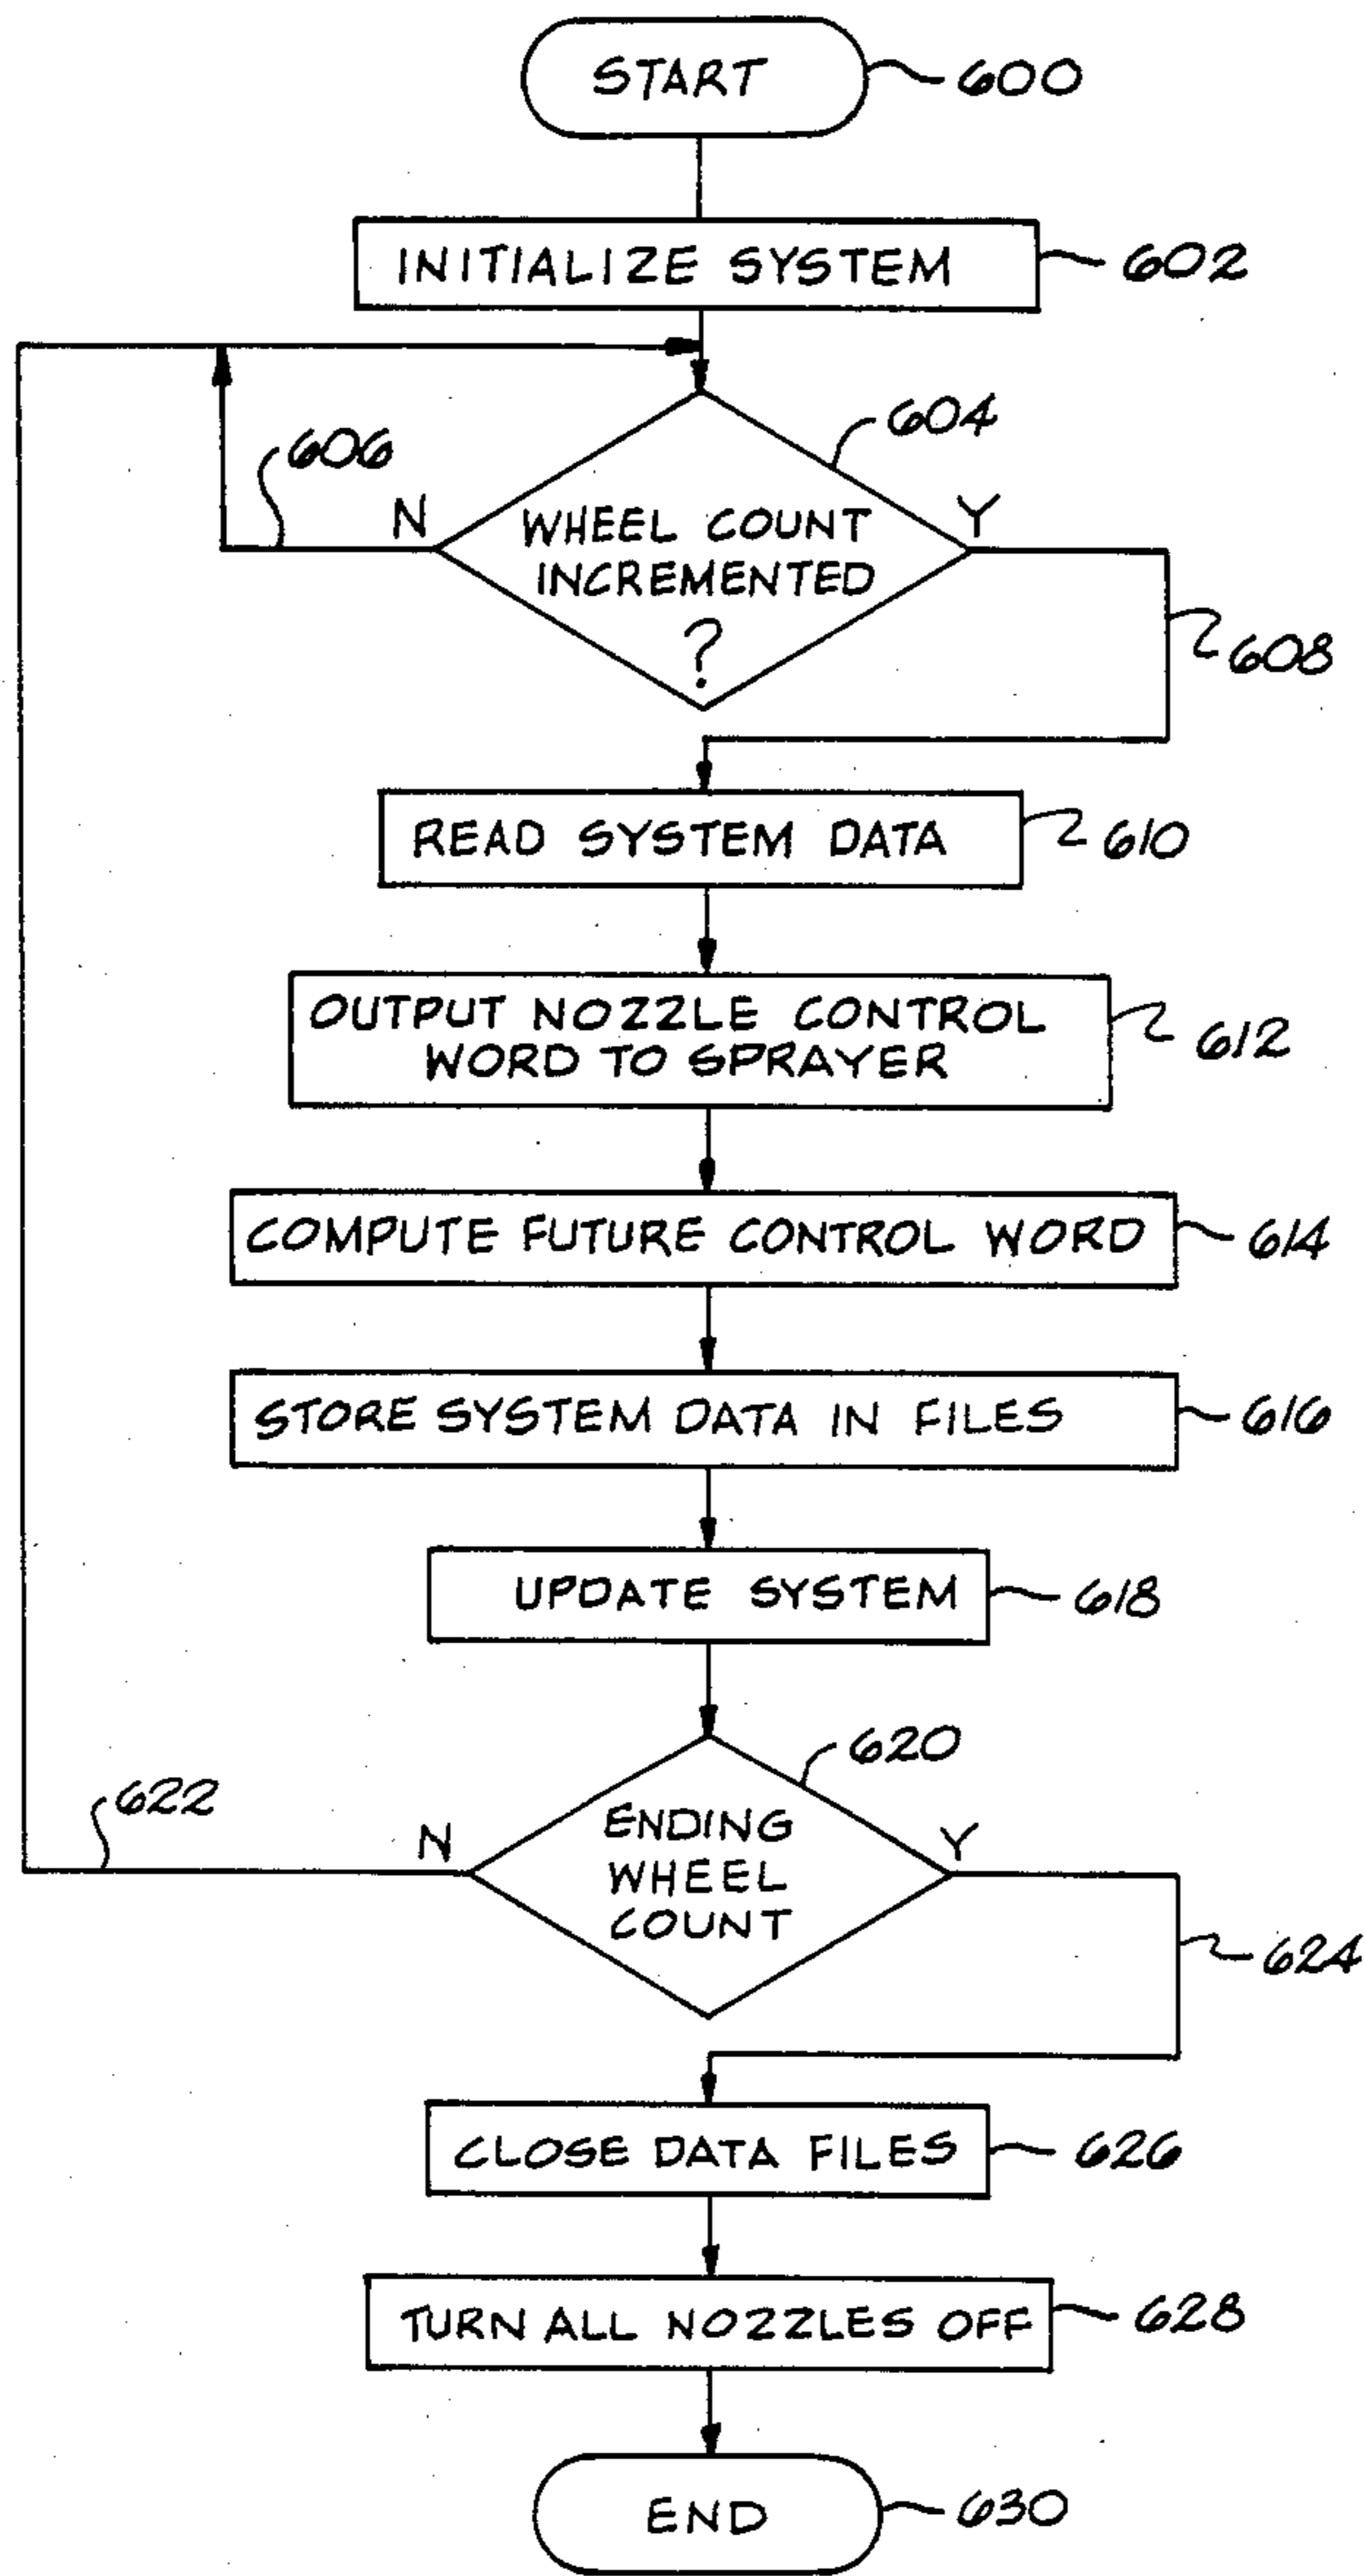 START
600
INITIALIZE SYSTEM
602
604
606
N
Y
WHEEL COUNT
INCREMENTED
?
608
READ SYSTEM DATA
610
OUTPUT NOZZLE CONTROL
WORD TO SPRAYER
612
COMPUTE FUTURE CONTROL WORD
614
STORE SYSTEM DATA IN FILES
616
UPDATE SYSTEM
618
620
622
N
Y
ENDING
WHEEL
COUNT
624
CLOSE DATA FILES
626
TURN ALL NOZZLES OFF
628
END
630